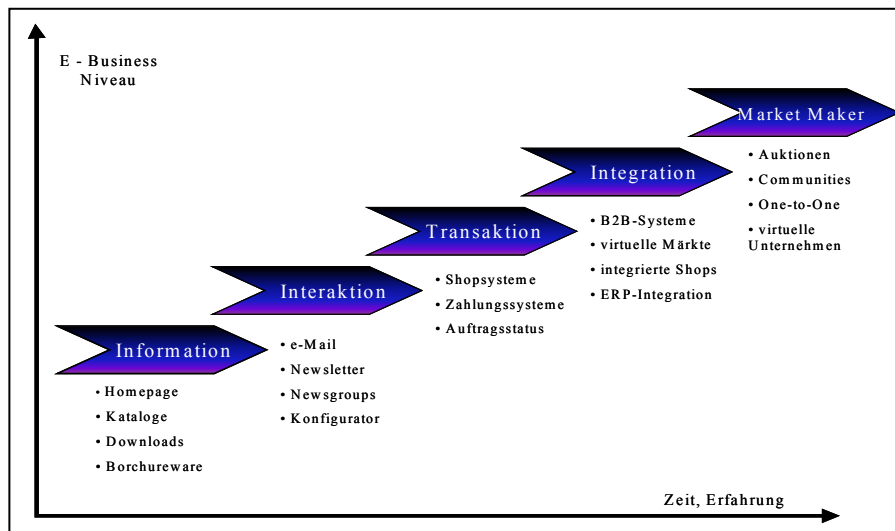 E - Business
Niveau
Market Maker
• Auktionen
• Communities
• One-to-One
• virtuelle
Unternehmen
Integration
• B2B-Systeme
• virtuelle Märkte
• integrierte Shops
• ERP-Integration
Transaktion
• Shopsysteme
• Zahlungssysteme
• Auftragsstatus
Interaktion
• e-Mail
• Newsletter
• Newsgroups
• Konfigurator
Information
• Homepage
• Kataloge
• Downloads
• Borchureware
Zeit, Erfahrung